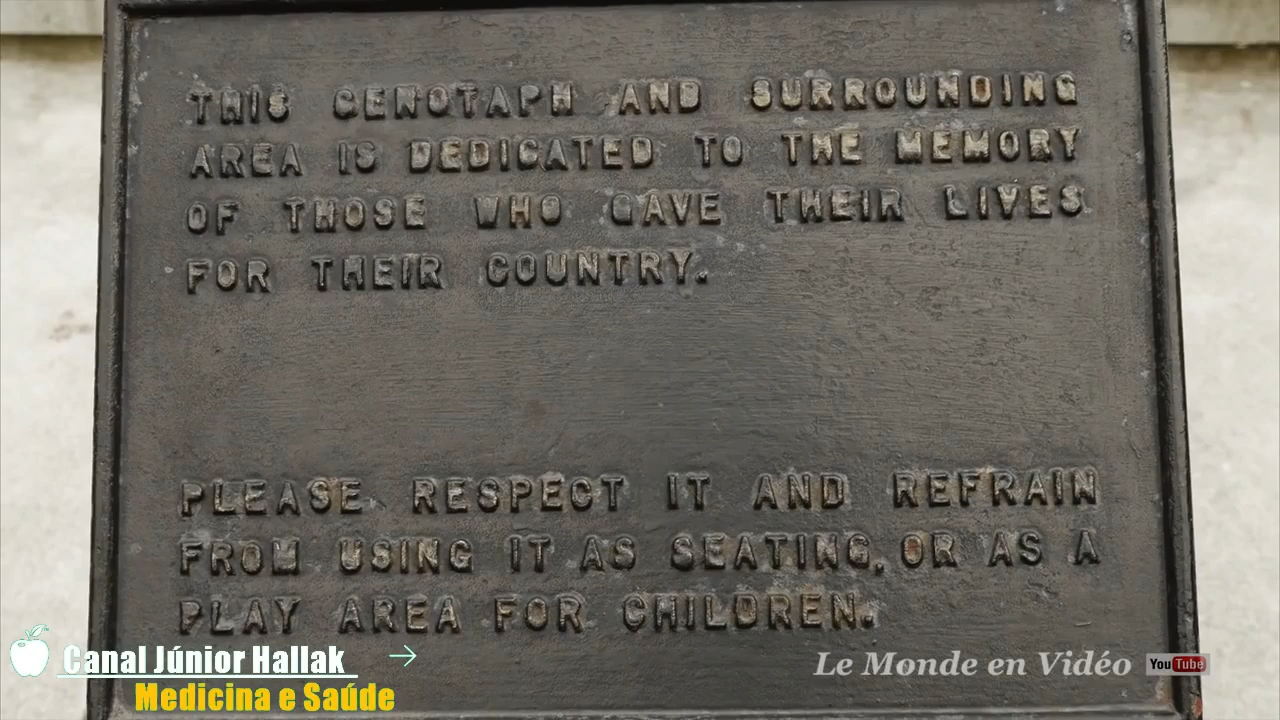 THIS CENOTAPH AND SURROUNDING
AREA IS DEDICATED TO THE MEMORY
OF THOSE WHO GAVE THEIR LIVES
FOR THEIR COUNTRY.
PLEASE RESPECT IT AND REFRAIN
FROM USING IT AS SEATING, OR AS A
PLAY AREA FOR CHILDREN.
Canal Júnior Hallak
Medicina e Saúde
Le Monde en Vidéo YouTube